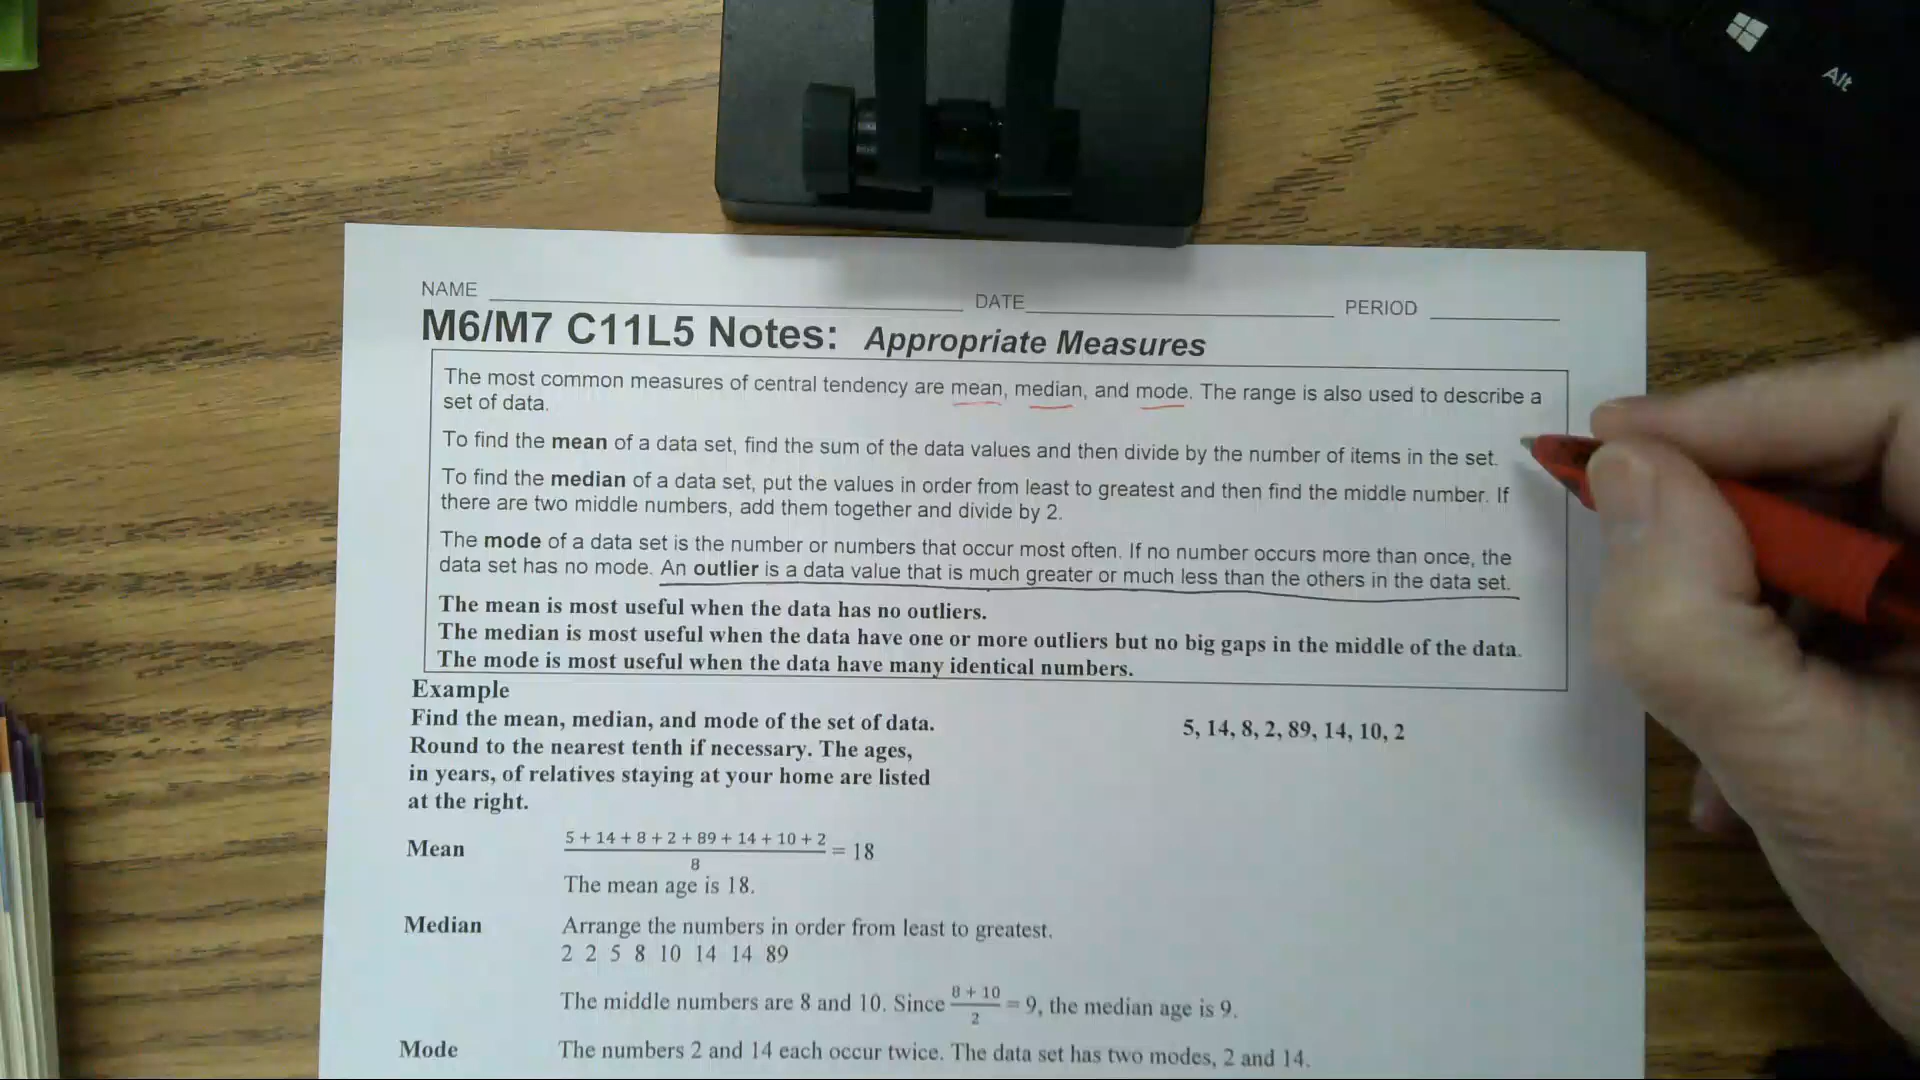 Alt
NAME DATE PERIOD
M6/M7 C11L5 Notes: Appropriate Measures
The most common measures of central tendency are mean, median, and mode. The range is also used to describe a
set of data.
To find the mean of a data set, find the sum of the data values and then divide by the number of items in the set.
To find the median of a data set, put the values in order from least to greatest and then find the middle number. If
there are two middle numbers, add them together and divide by 2.
The mode of a data set is the number or numbers that occur most often. If no number occurs more than once, the
data set has no mode. An outlier is a data value that is much greater or much less than the others in the data set.
The mean is most useful when the data has no outliers.
The median is most useful when the data have one or more outliers but no big gaps in the middle of the data.
The mode is most useful when the data have many identical numbers.
Example
Find the mean, median, and mode of the set of data.
Round to the nearest tenth if necessary. The ages,
in years, of relatives staying at your home are listed
at the right.
5, 14, 8, 2, 89, 14, 10, 2
Mean
5 + 14 + 8 + 2 + 89 + 14 + 10 + 2
8
= 18
The mean age is 18.
Median Arrange the numbers in order from least to greatest.
2 2 5 8 10 14 14 89
The middle numbers are 8 and 10. Since 8 + 10 / 2 = 9, the median age is 9.
Mode The numbers 2 and 14 each occur twice. The data set has two modes, 2 and 14.